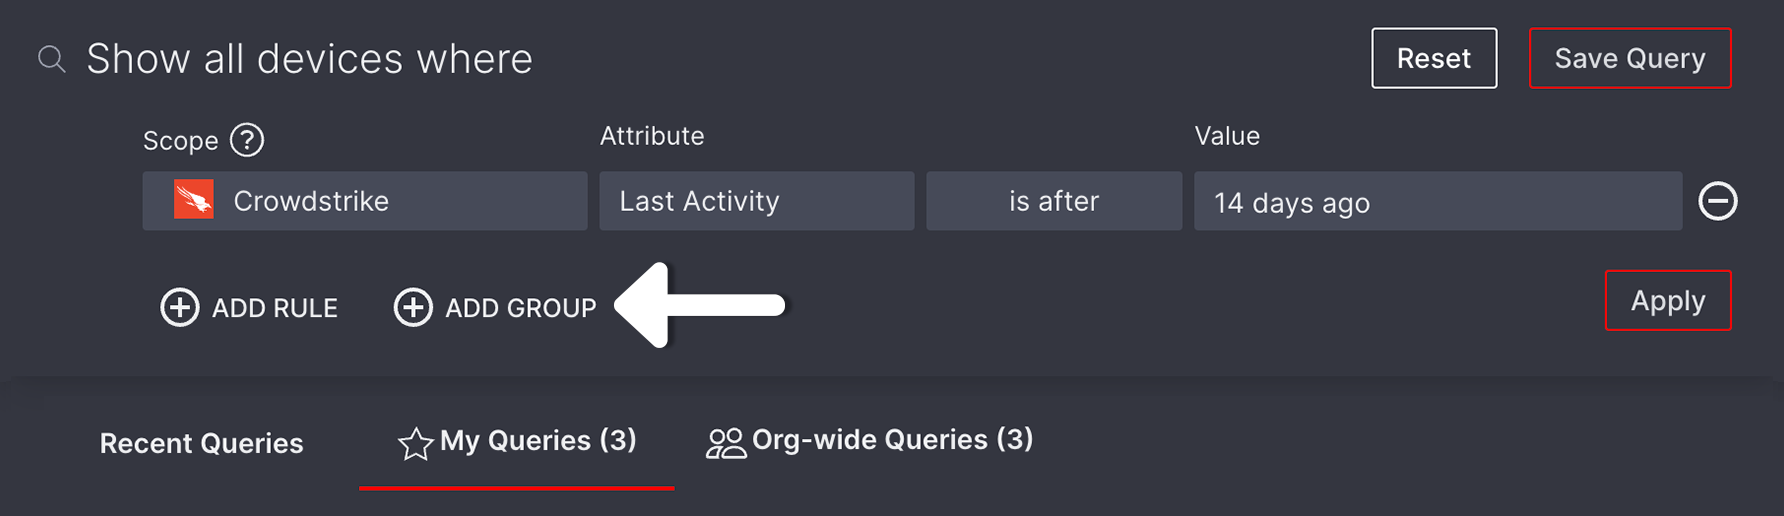 Show all devices where
Reset
Save Query
Scope ?
Attribute
Value
Crowdstrike
Last Activity
is after
14 days ago
ADD RULE
ADD GROUP
Apply
Recent Queries
My Queries (3)
Org-wide Queries (3)